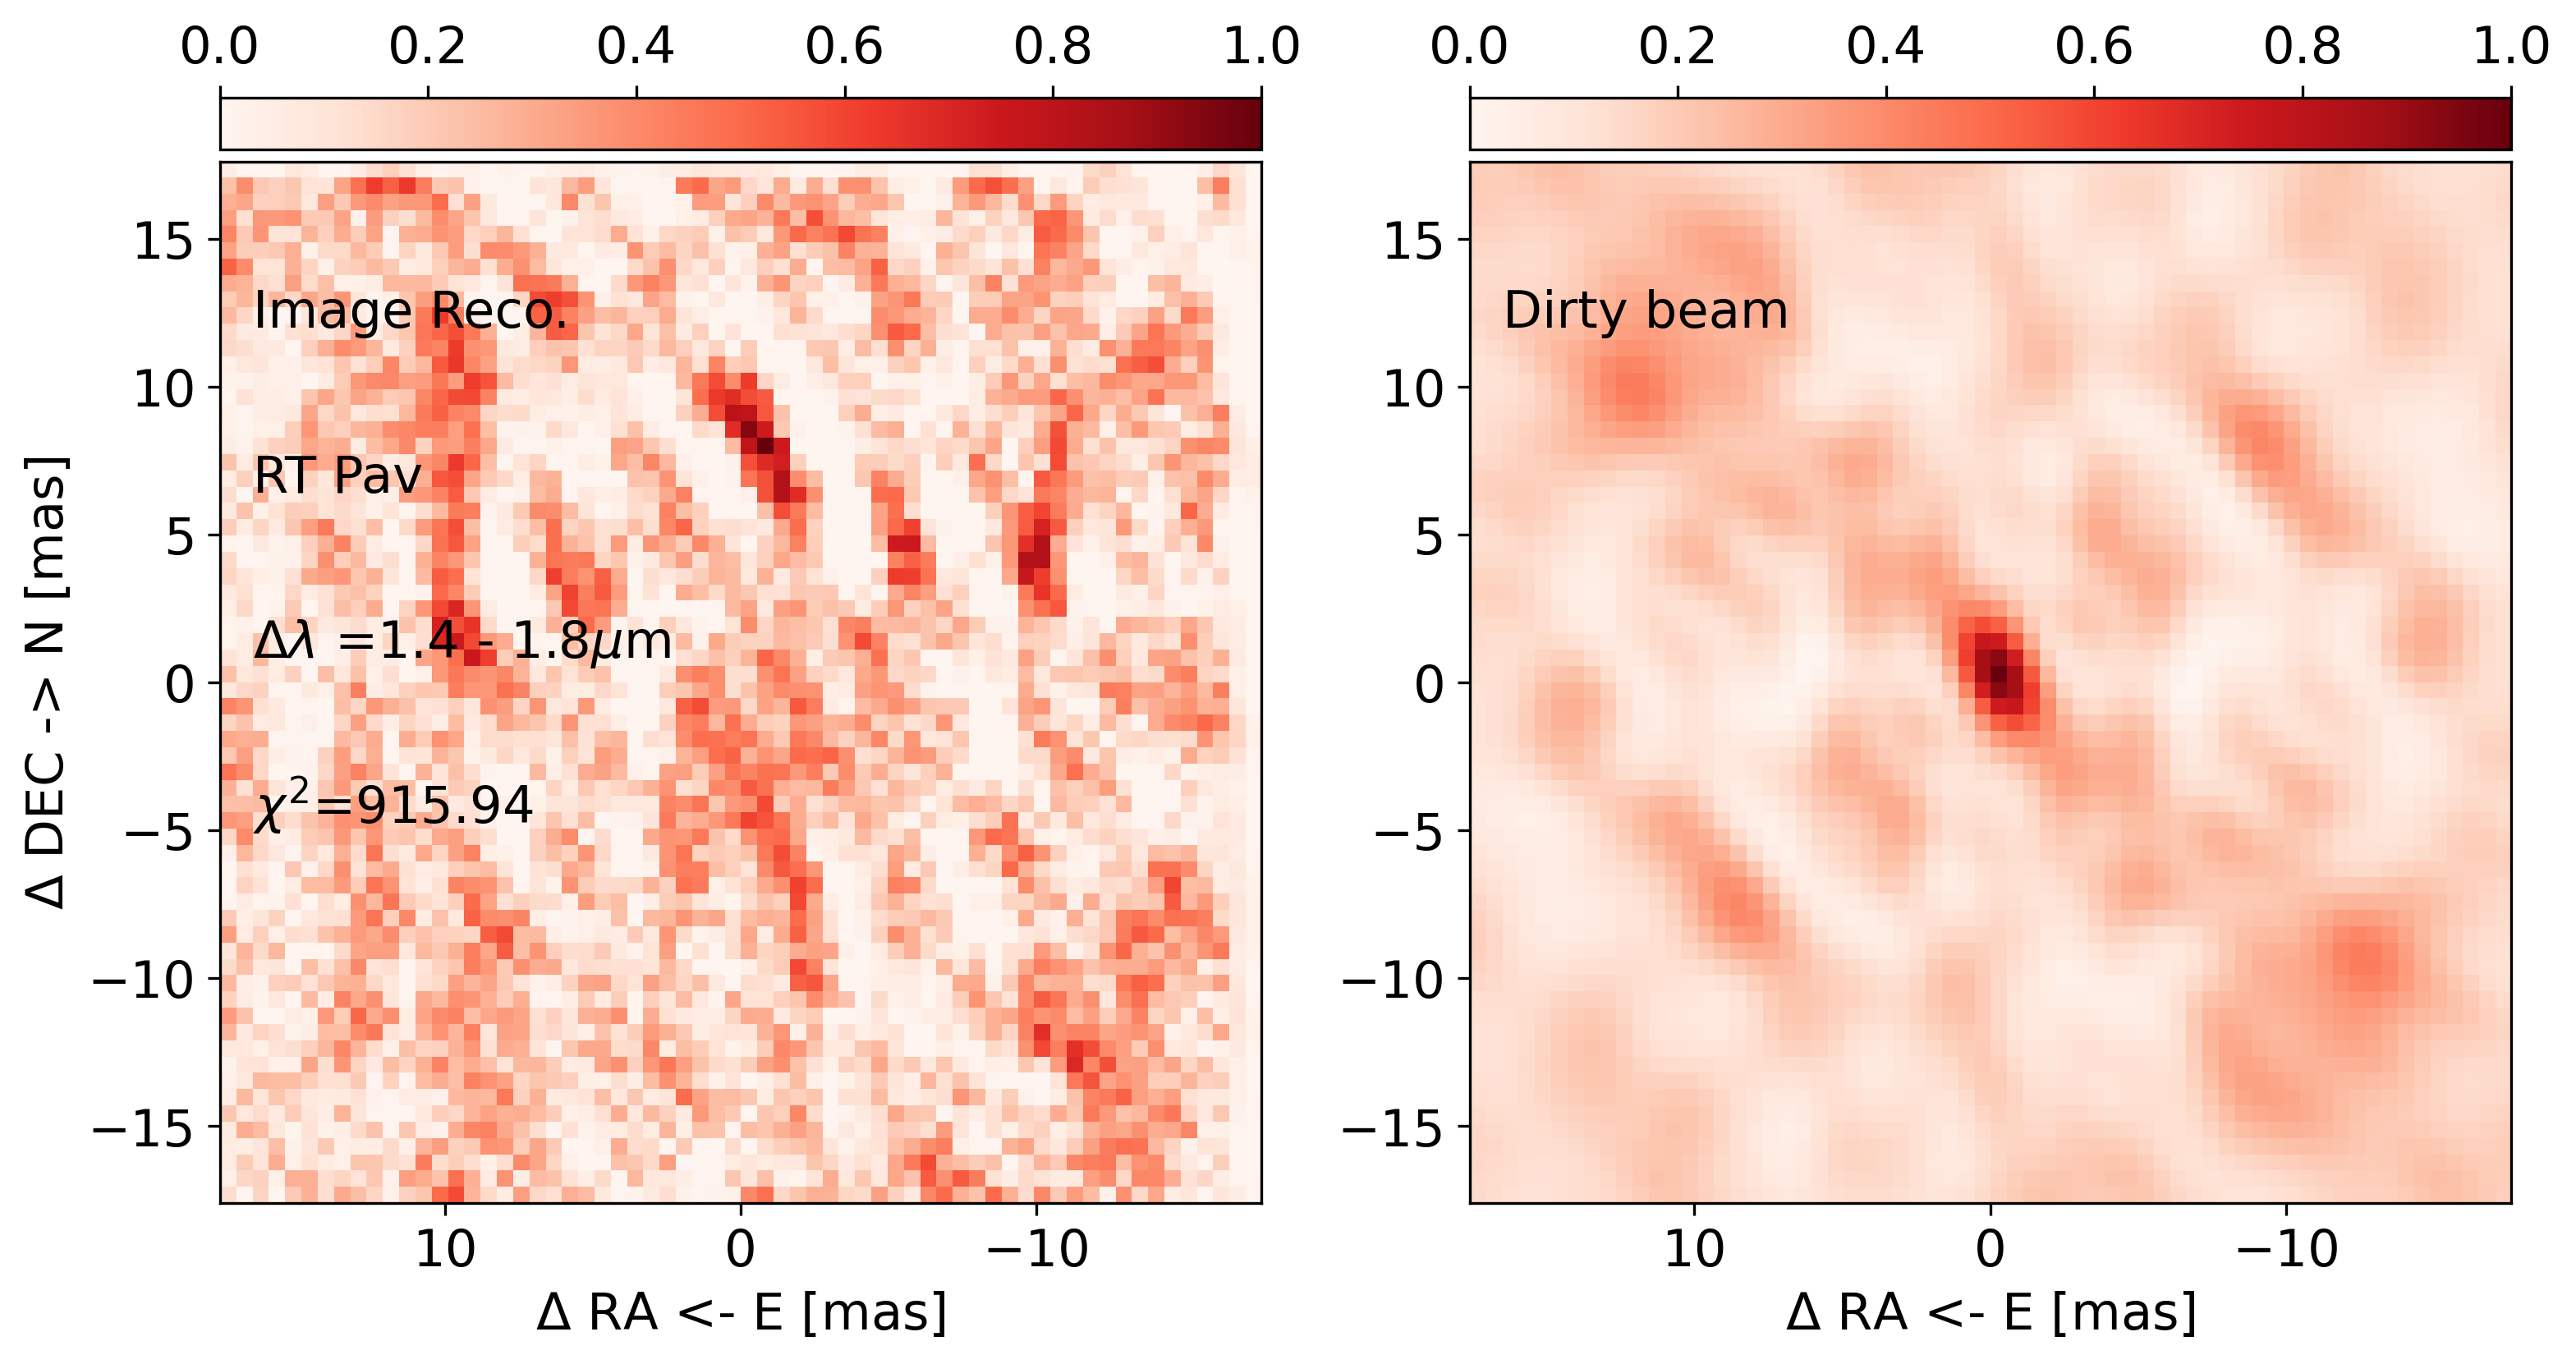 0.0 0.2 0.4 0.6 0.8 1.0
0.0 0.2 0.4 0.6 0.8 1.0
Δ DEC -> N [mas]
15
10
5
0
−5
−10
−15
Image Reco.
RT Pav
Δλ =1.4 - 1.8μm
χ²=915.94
10 0 −10
Δ RA <- E [mas]
15
10
5
0
−5
−10
−15
Dirty beam
10 0 −10
Δ RA <- E [mas]